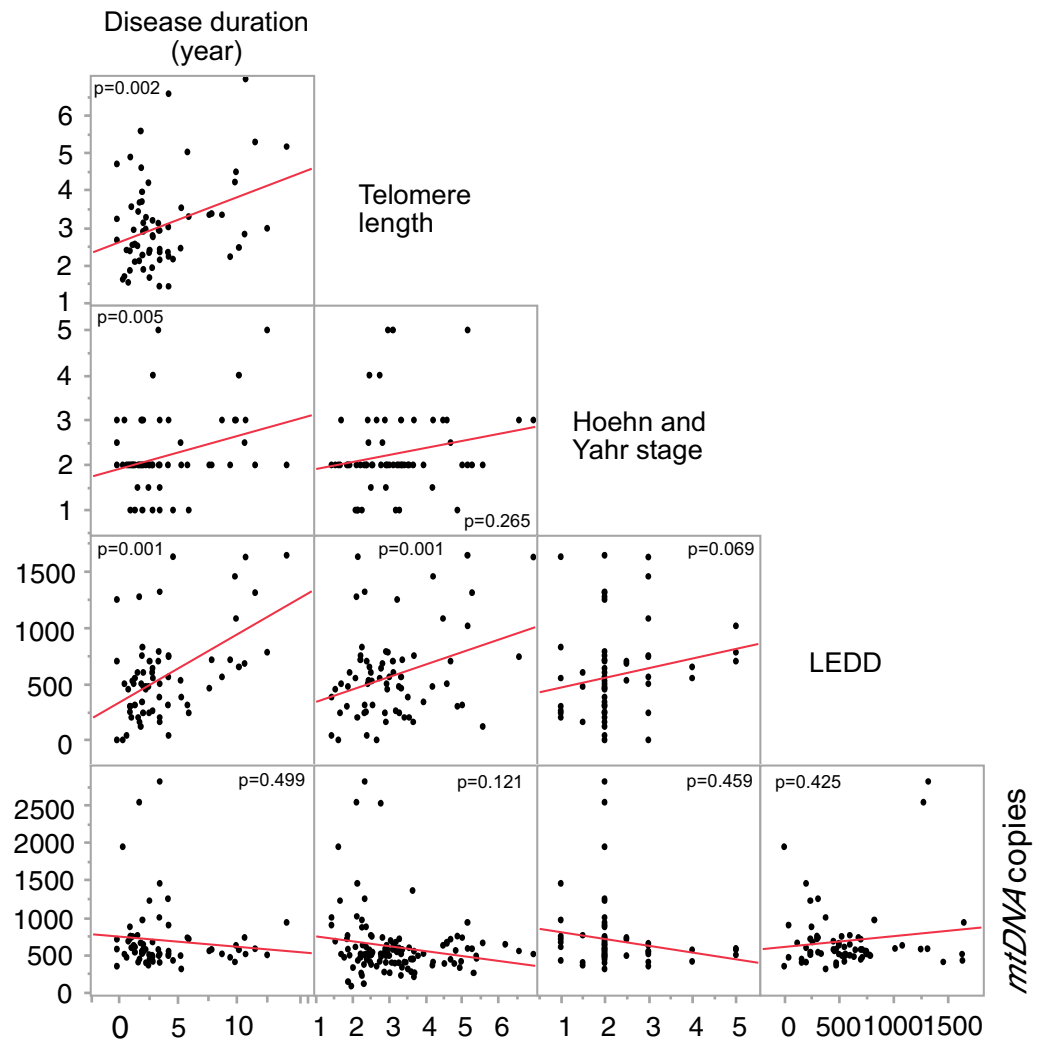 Disease duration
(year)
p=0.002
6
5
4
3
2
1
Telomere
length
p=0.005
5
4
3
2
1
p=0.265
Hoehn and
Yahr stage
p=0.001
p=0.001
p=0.069
1500
1000
500
0
LEDD
p=0.499
p=0.121
p=0.459
p=0.425
2500
2000
1500
1000
500
0
mtDNA copies
0 5 10
1 2 3 4 5 6
1 2 3 4 5
0 500 1000 1500